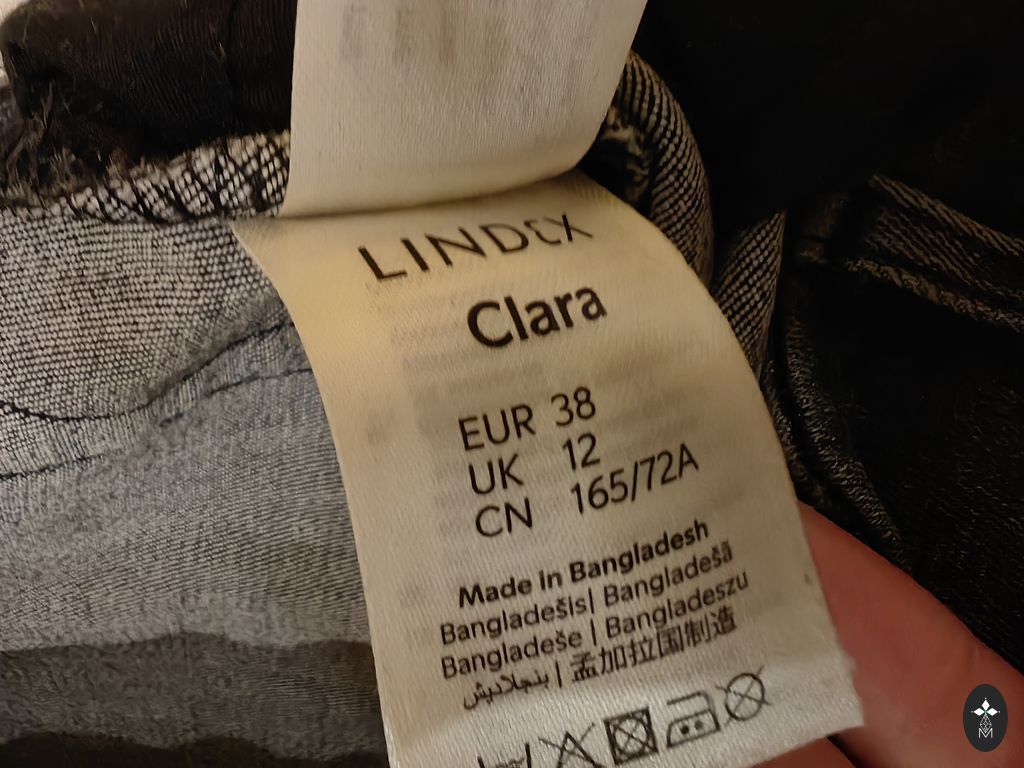 LINDEX
Clara
EUR 38
UK 12
CN 165/72A
Made in Bangladesh
Bangladešis| Bangladešā
Bangladeše | Bangladeszu
بنجلاديش | 孟加拉国制造
M